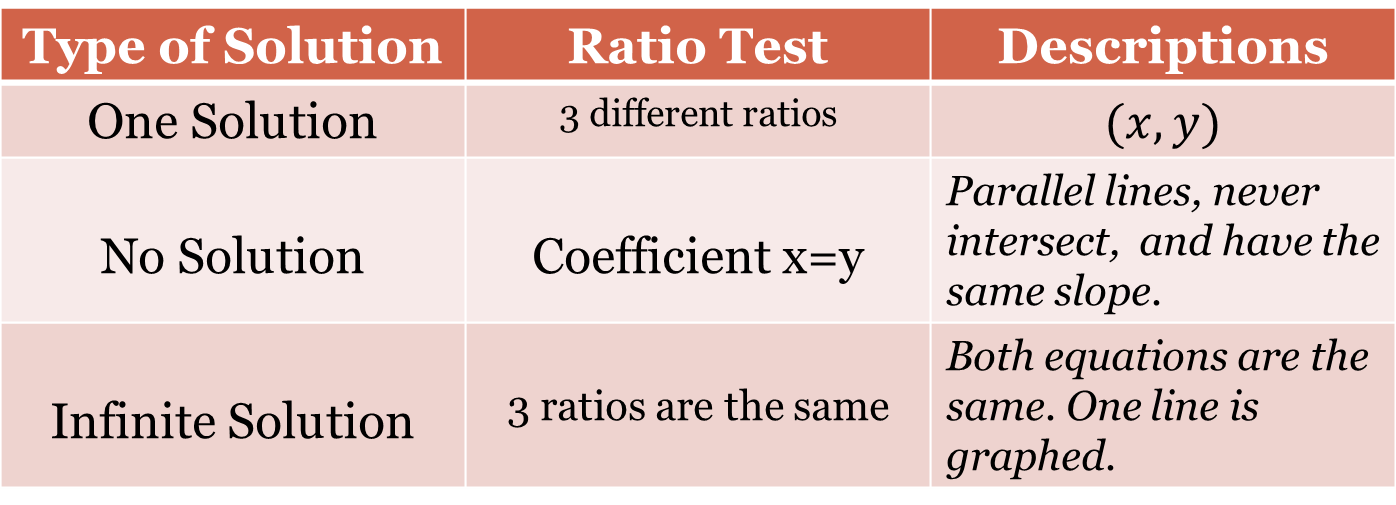 Type of Solution
Ratio Test
Descriptions
One Solution
3 different ratios
(x, y)
No Solution
Coefficient x=y
Parallel lines, never
intersect, and have the
same slope.
Infinite Solution
3 ratios are the same
Both equations are the
same. One line is
graphed.